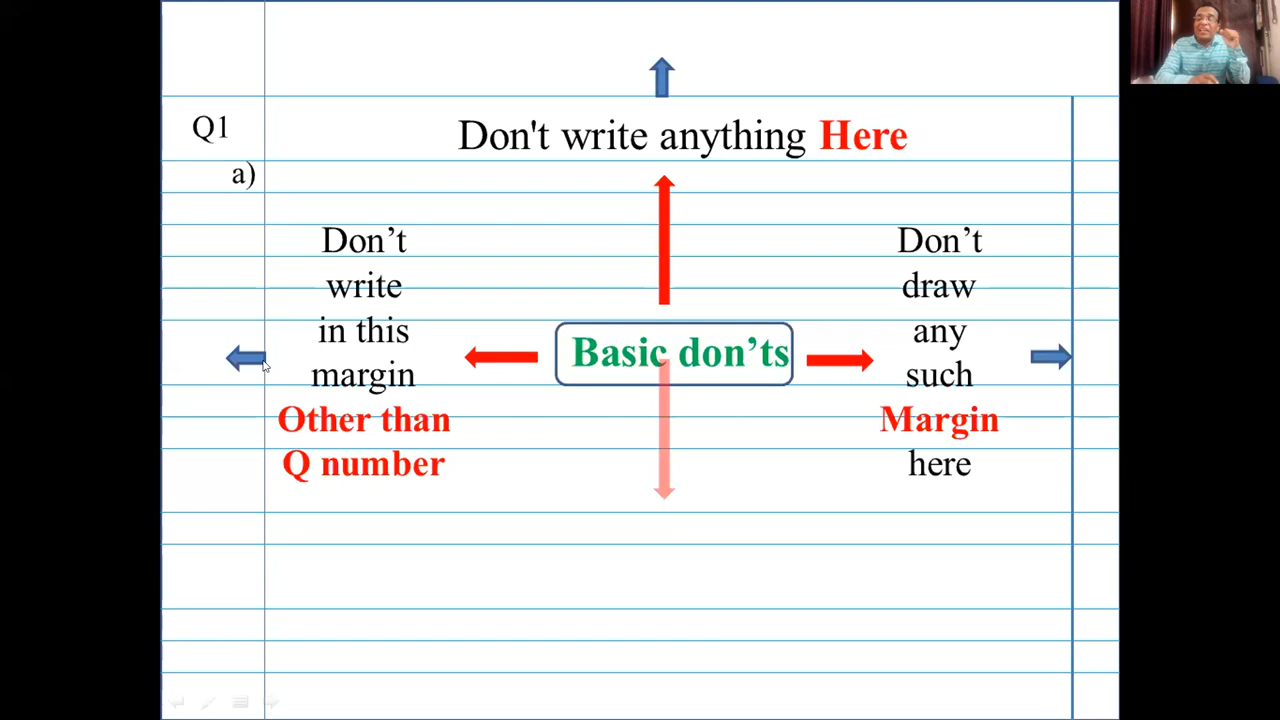 Q1
Don't write anything Here
a)
Don’t
write
in this
margin
Other than
Q number
Basic don’ts
Don’t
draw
any
such
Margin
here